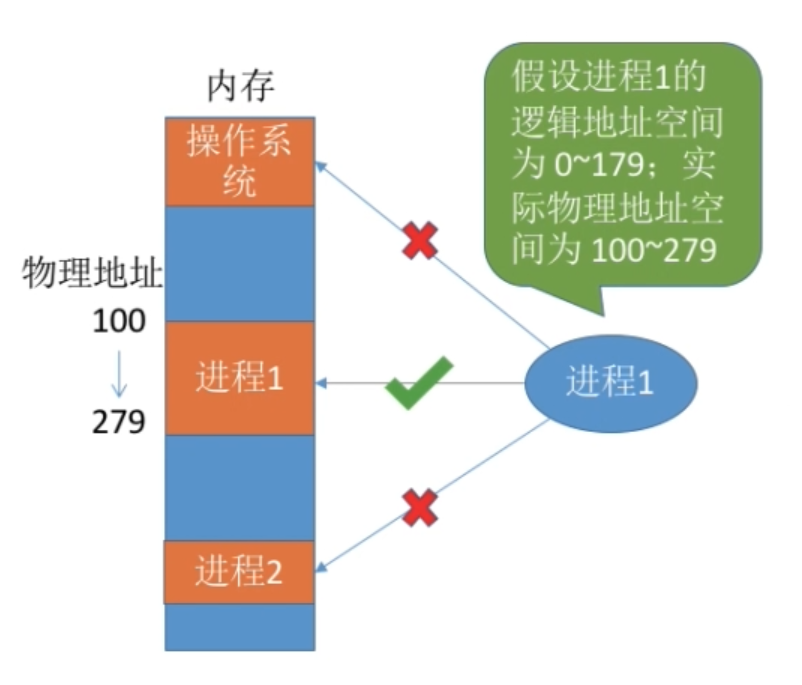 内存
操作系
统
物理地址
100
279
进程1
进程2
假设进程1的
逻辑地址空间
为 0~179；实
际物理地址空
间为 100~279
进程1